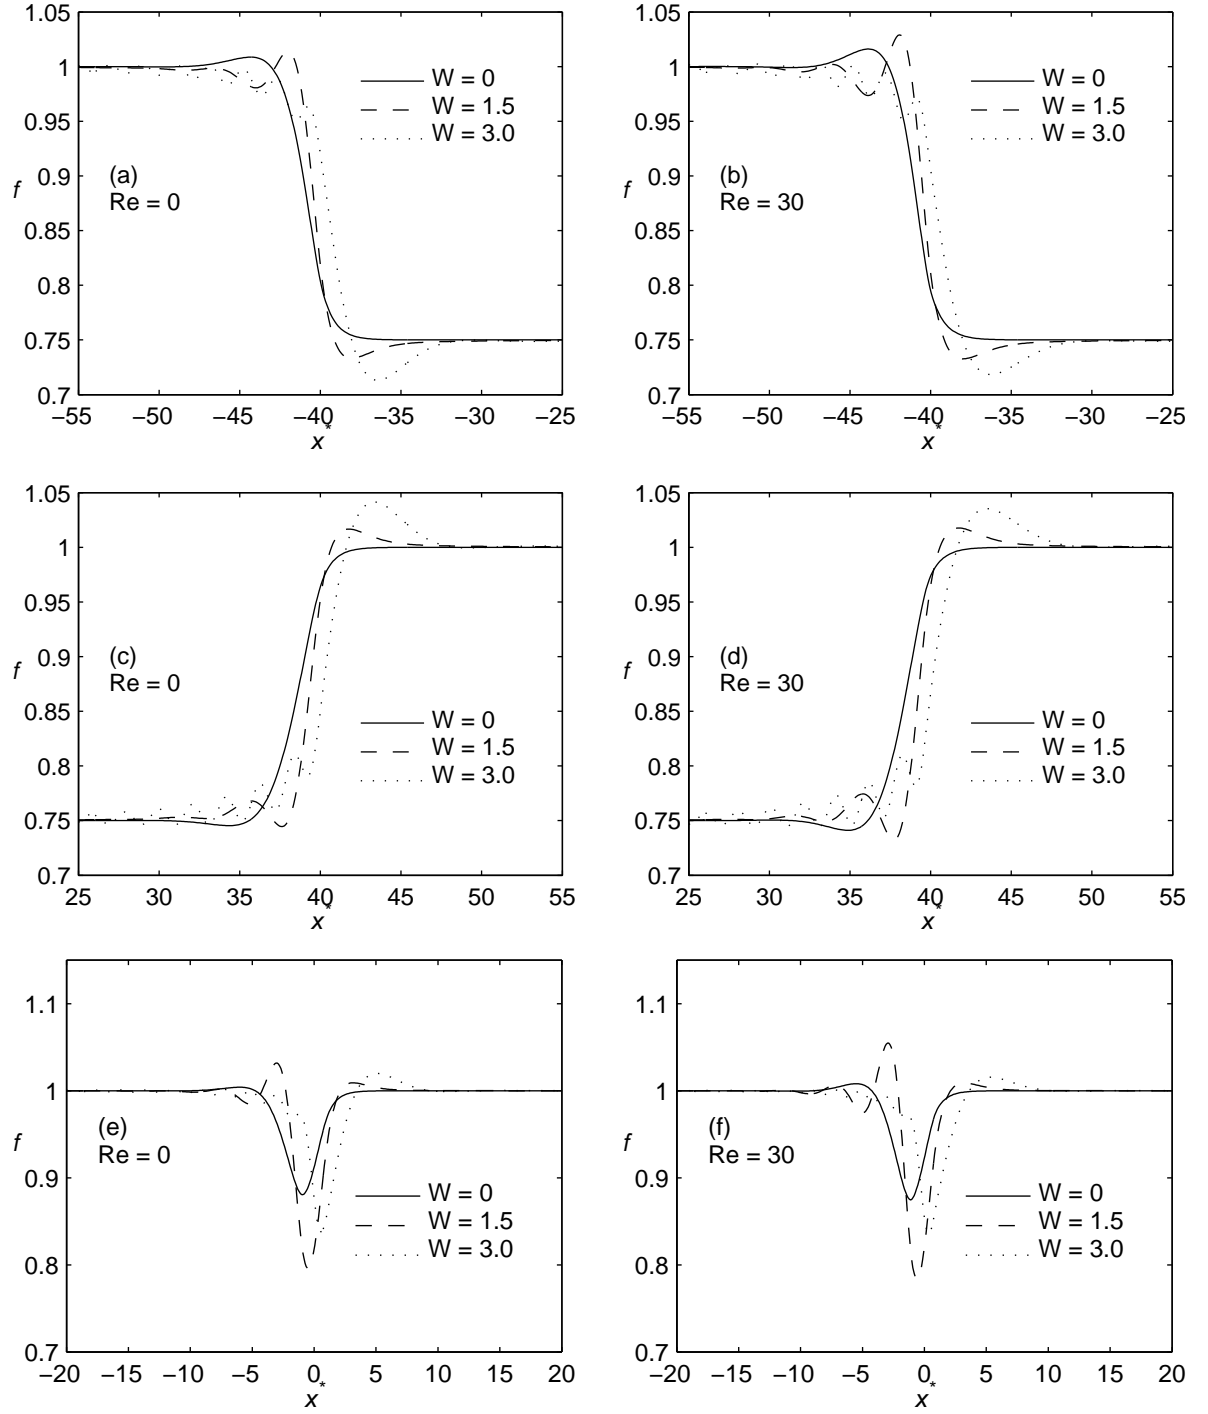 1.05
1
0.95
0.9
0.85
0.8
0.75
0.7
f
(a)
Re = 0
W = 0
W = 1.5
W = 3.0
−55 −50 −45 −40 −35 −30 −25
x*
1.05
1
0.95
0.9
0.85
0.8
0.75
0.7
f
(b)
Re = 30
W = 0
W = 1.5
W = 3.0
−55 −50 −45 −40 −35 −30 −25
x*
1.05
1
0.95
0.9
0.85
0.8
0.75
0.7
f
(c)
Re = 0
W = 0
W = 1.5
W = 3.0
25 30 35 40 45 50 55
x*
1.05
1
0.95
0.9
0.85
0.8
0.75
0.7
f
(d)
Re = 30
W = 0
W = 1.5
W = 3.0
25 30 35 40 45 50 55
x*
1.1
1
0.9
0.8
0.7
f
(e)
Re = 0
W = 0
W = 1.5
W = 3.0
−20 −15 −10 −5 0 5 10 15 20
x*
1.1
1
0.9
0.8
0.7
f
(f)
Re = 30
W = 0
W = 1.5
W = 3.0
−20 −15 −10 −5 0 5 10 15 20
x*